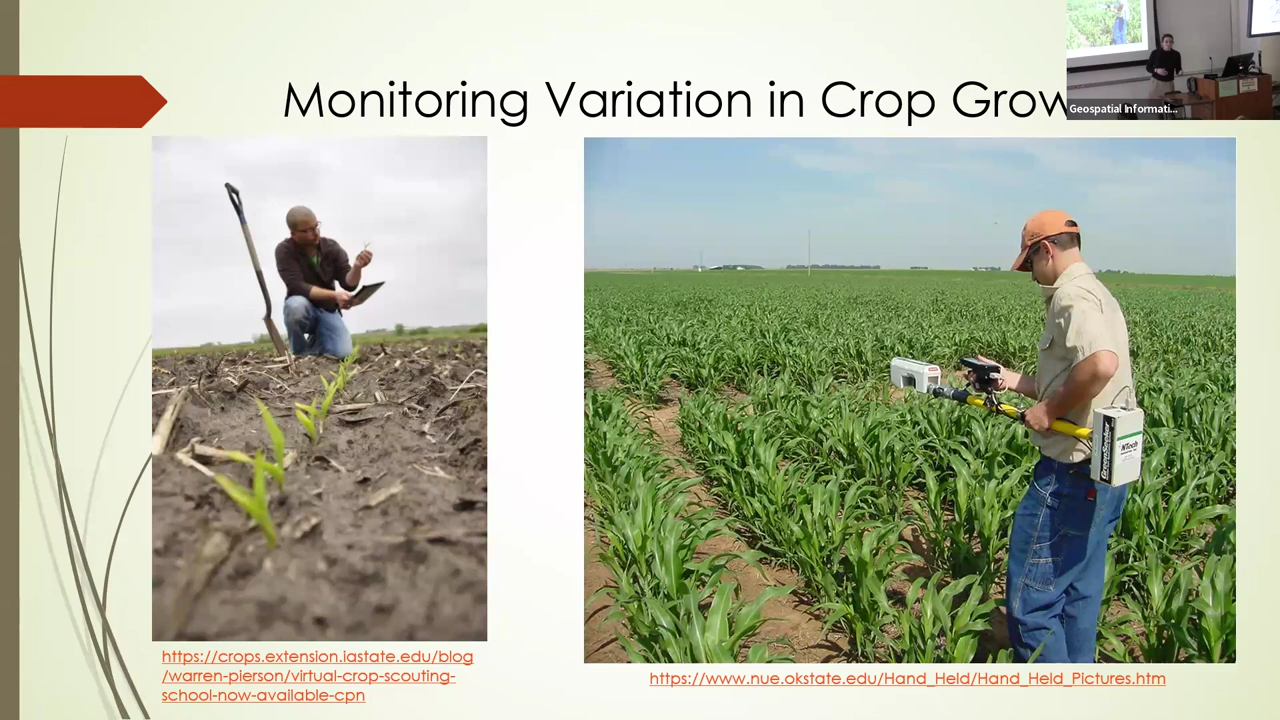 Monitoring Variation in Crop Grow
Geospatial Informati...
GreenSeeker
NTech
https://crops.extension.iastate.edu/blog
/warren-pierson/virtual-crop-scouting-
school-now-available-cpn
https://www.nue.okstate.edu/Hand_Held/Hand_Held_Pictures.htm